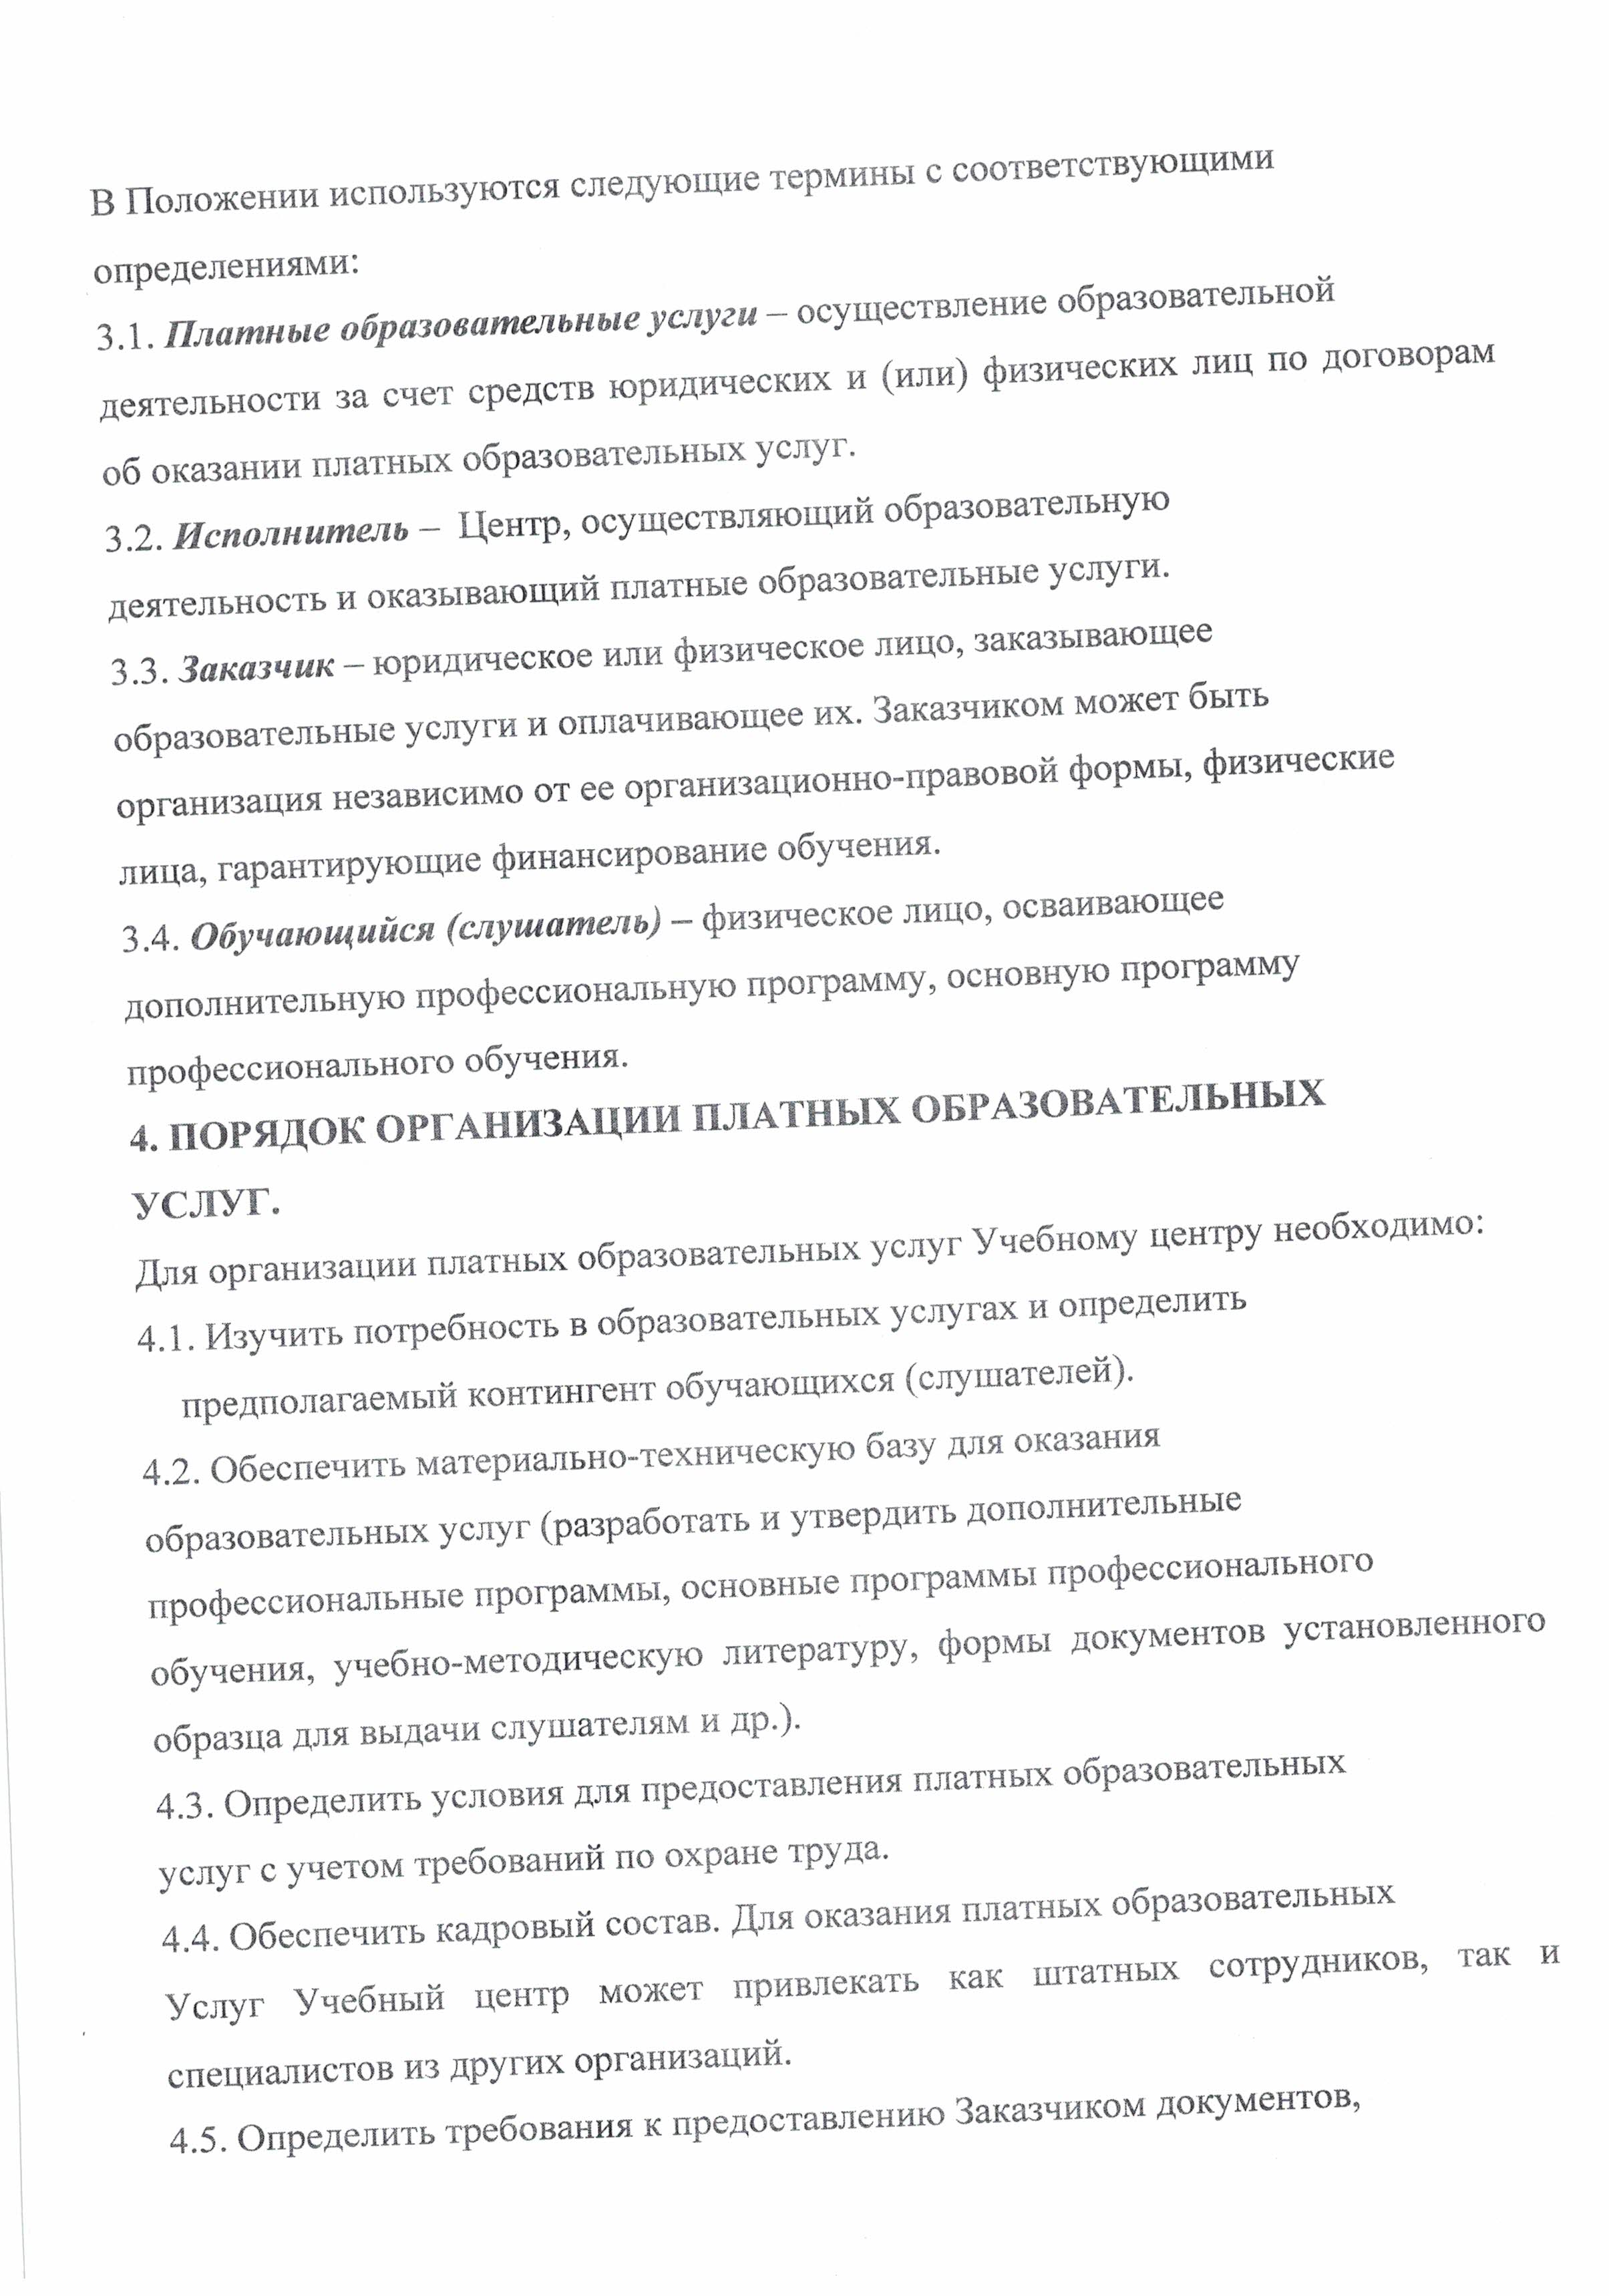 В Положении используются следующие термины с соответствующими
определениями:
3.1. Платные образовательные услуги – осуществление образовательной
деятельности за счет средств юридических и (или) физических лиц по договорам
об оказании платных образовательных услуг.
3.2. Исполнитель – Центр, осуществляющий образовательную
деятельность и оказывающий платные образовательные услуги.
3.3. Заказчик – юридическое или физическое лицо, заказывающее
образовательные услуги и оплачивающее их. Заказчиком может быть
организация независимо от ее организационно-правовой формы, физические
лица, гарантирующие финансирование обучения.
3.4. Обучающийся (слушатель) – физическое лицо, осваивающее
дополнительную профессиональную программу, основную программу
профессионального обучения.
4. ПОРЯДОК ОРГАНИЗАЦИИ ПЛАТНЫХ ОБРАЗОВАТЕЛЬНЫХ
УСЛУГ.
Для организации платных образовательных услуг Учебному центру необходимо:
4.1. Изучить потребность в образовательных услугах и определить
предполагаемый контингент обучающихся (слушателей).
4.2. Обеспечить материально-техническую базу для оказания
образовательных услуг (разработать и утвердить дополнительные
профессиональные программы, основные программы профессионального
обучения, учебно-методическую литературу, формы документов установленного
образца для выдачи слушателям и др.).
4.3. Определить условия для предоставления платных образовательных
услуг с учетом требований по охране труда.
4.4. Обеспечить кадровый состав. Для оказания платных образовательных
Услуг Учебный центр может привлекать как штатных сотрудников, так и
специалистов из других организаций.
4.5. Определить требования к предоставлению Заказчиком документов,